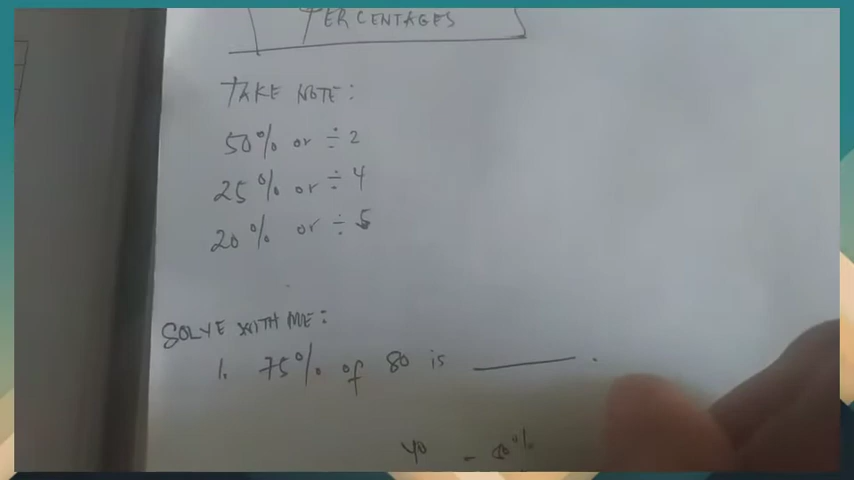 PERCENTAGES
TAKE NOTE:
50% or ÷ 2
25% or ÷ 4
20% or ÷ 5
SOLVE WITH ME:
1. 75% of 80 is ______.
40 - 50%